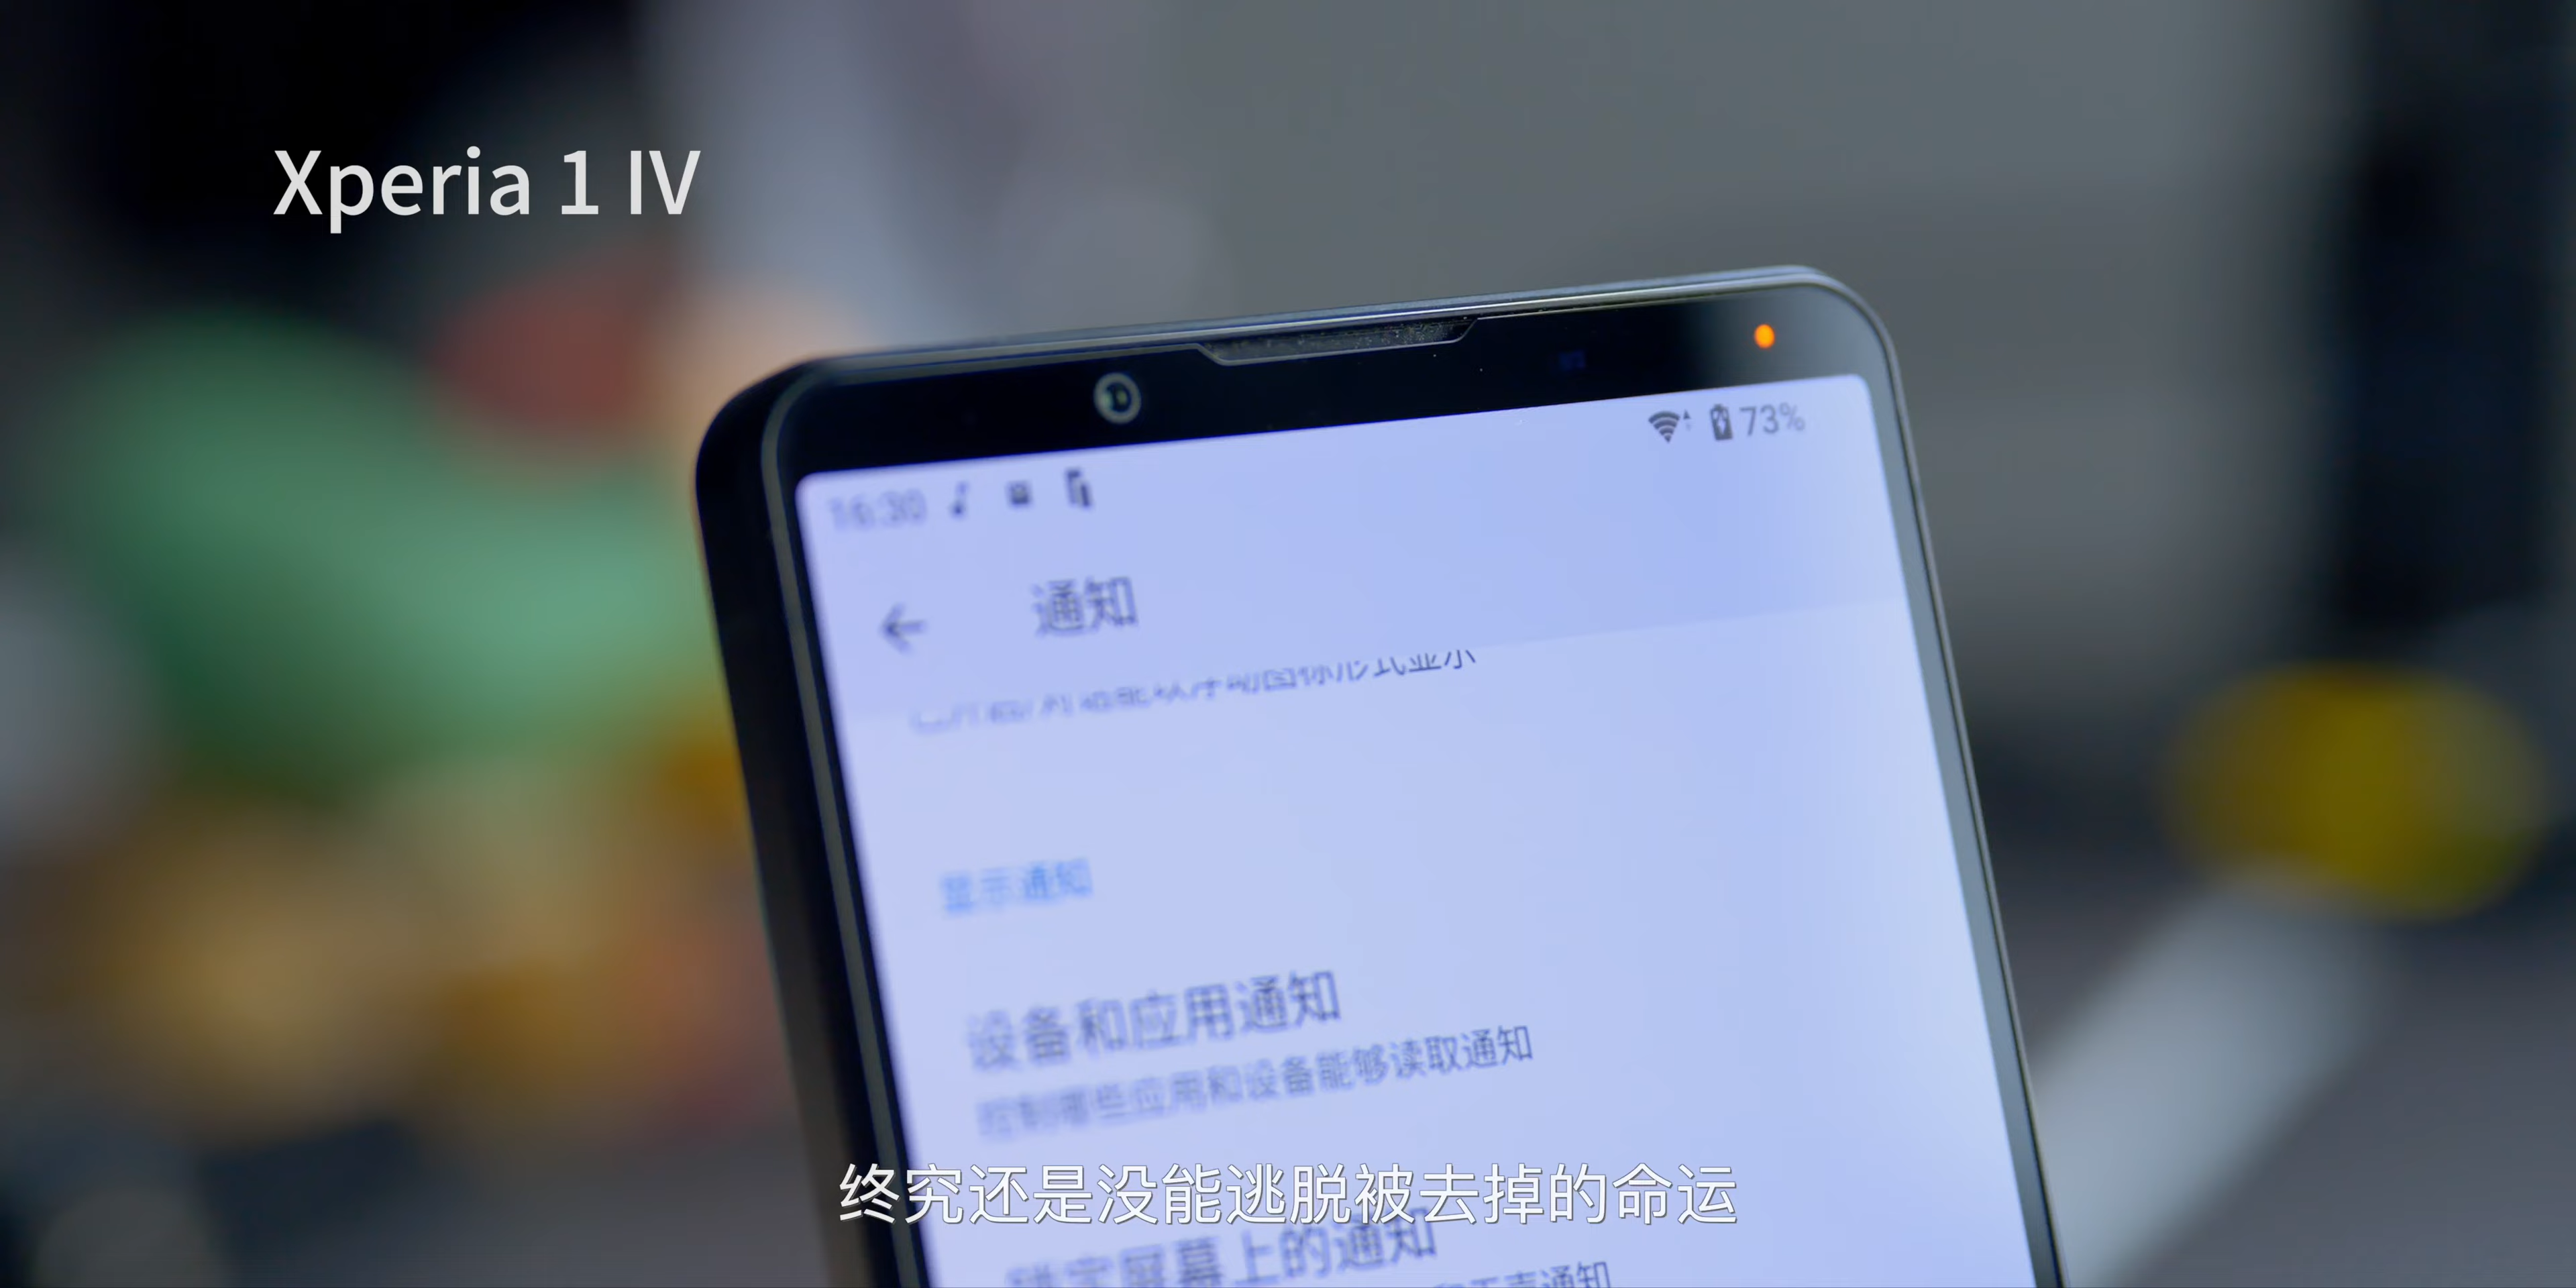 Xperia 1 IV
73%
16:30
通知
显示通知
设备和应用通知
控制哪些应用和设备能够读取通知
终究还是没能逃脱被去掉的命运
锁定屏幕上的通知